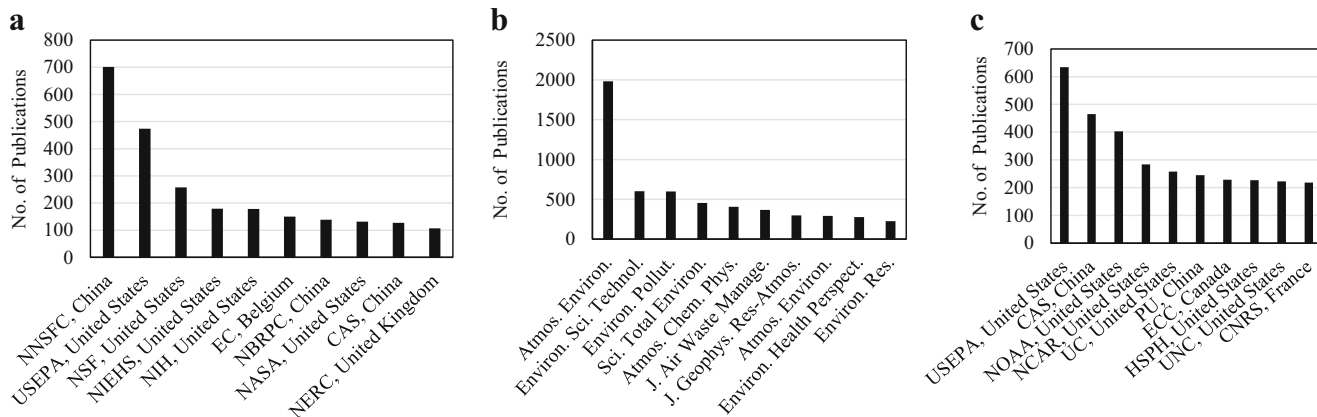 a
No. of Publications
800
700
600
500
400
300
200
100
0
NNSFC, China
USEPA, United States
NSF, United States
NIEHS, United States
NIH, United States
EC, Belgium
NBRPC, China
NASA, United States
CAS, China
NERC, United Kingdom
b
No. of Publications
2500
2000
1500
1000
500
0
Atmos. Environ.
Environ. Sci. Technol.
Environ. Pollut.
Sci. Total Environ.
Atmos. Chem. Phys.
J. Air Waste Manage.
J. Geophys. Res-Atmos.
Atmos. Environ.
Environ. Health Perspect.
Environ. Res.
c
No. of Publications
700
600
500
400
300
200
100
0
USEPA, United States
CAS, China
NOAA, United States
NCAR, United States
UC, United States
PU, China
ECC, Canada
HSPH, United States
UNC, United States
CNRS, France